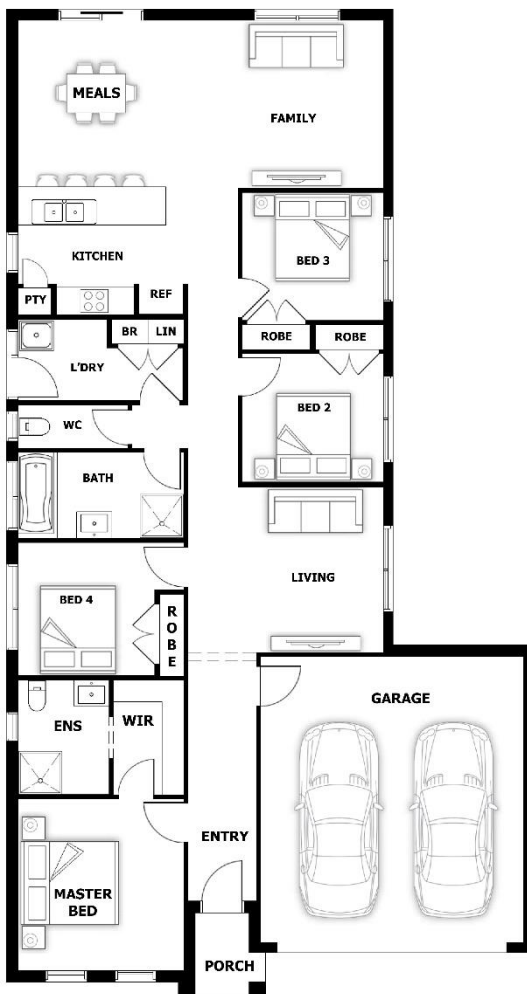 MEALS
FAMILY
KITCHEN
BED 3
PTY
REF
ROBE
ROBE
BR
LIN
L'DRY
WC
BED 2
BATH
LIVING
BED 4
R
O
B
E
ENS
WIR
GARAGE
ENTRY
MASTER
BED
PORCH